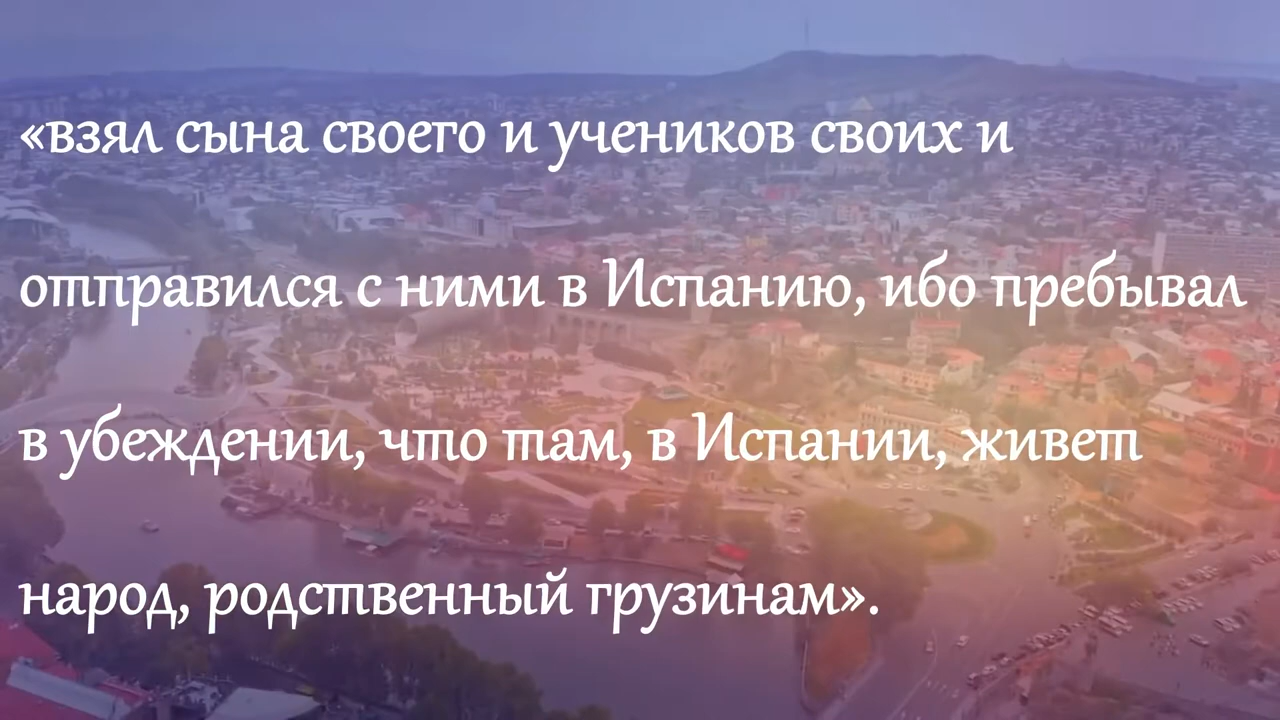 «взял сына своего и учеников своих и
отправился с ними в Испанию, ибо пребывал
в убеждении, что там, в Испании, живет
народ, родственный грузинам».